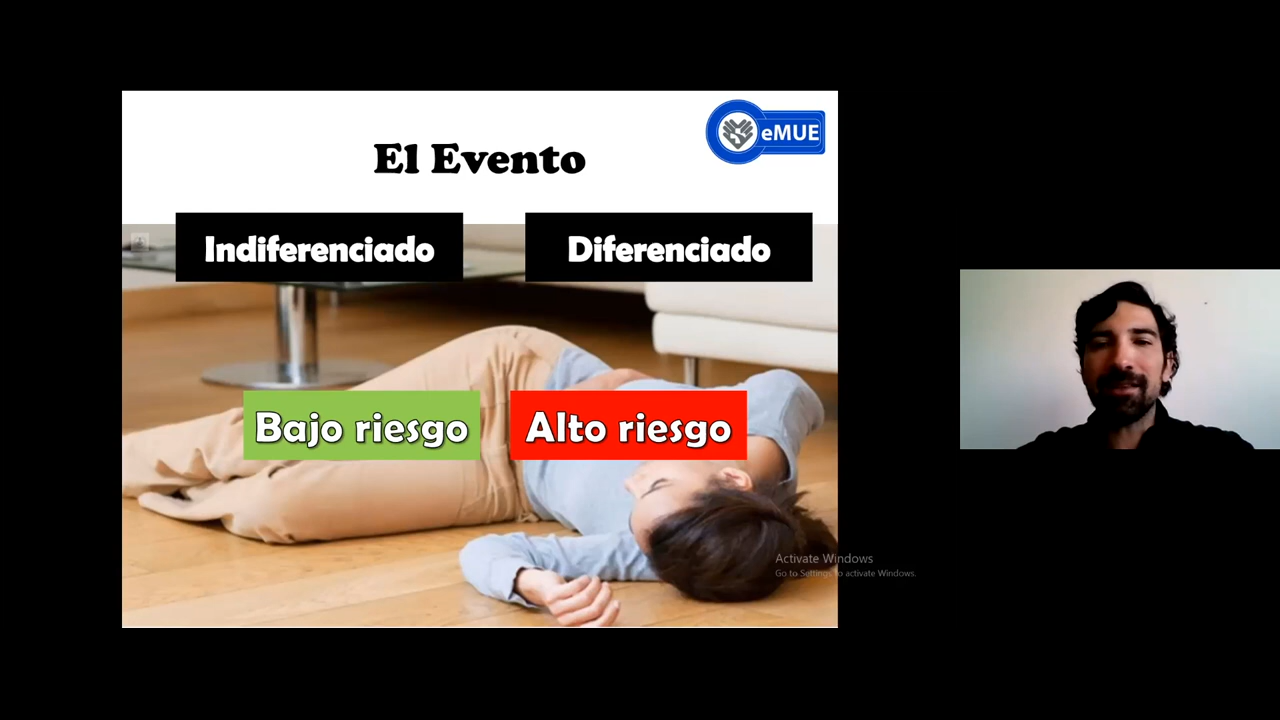 eMUE
El Evento
Indiferenciado
Diferenciado
Bajo riesgo
Alto riesgo
Activate Windows
Go to Settings to activate Windows.